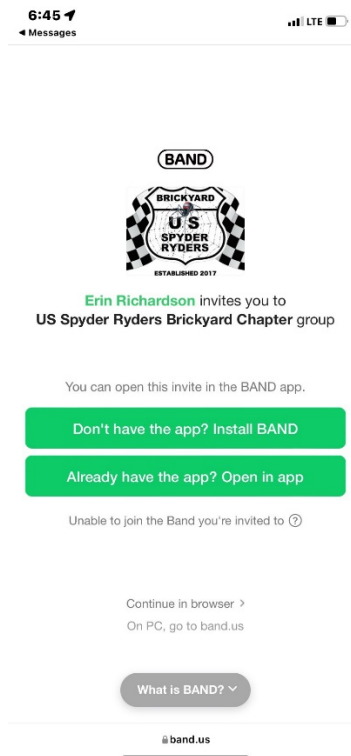 6:45
LTE
◀ Messages
BAND
BRICKYARD
US
SPYDER
RYDERS
ESTABLISHED 2017
Erin Richardson invites you to
US Spyder Ryders Brickyard Chapter group
You can open this invite in the BAND app.
Don't have the app? Install BAND
Already have the app? Open in app
Unable to join the Band you're invited to ?
Continue in browser >
On PC, go to band.us
What is BAND?
band.us